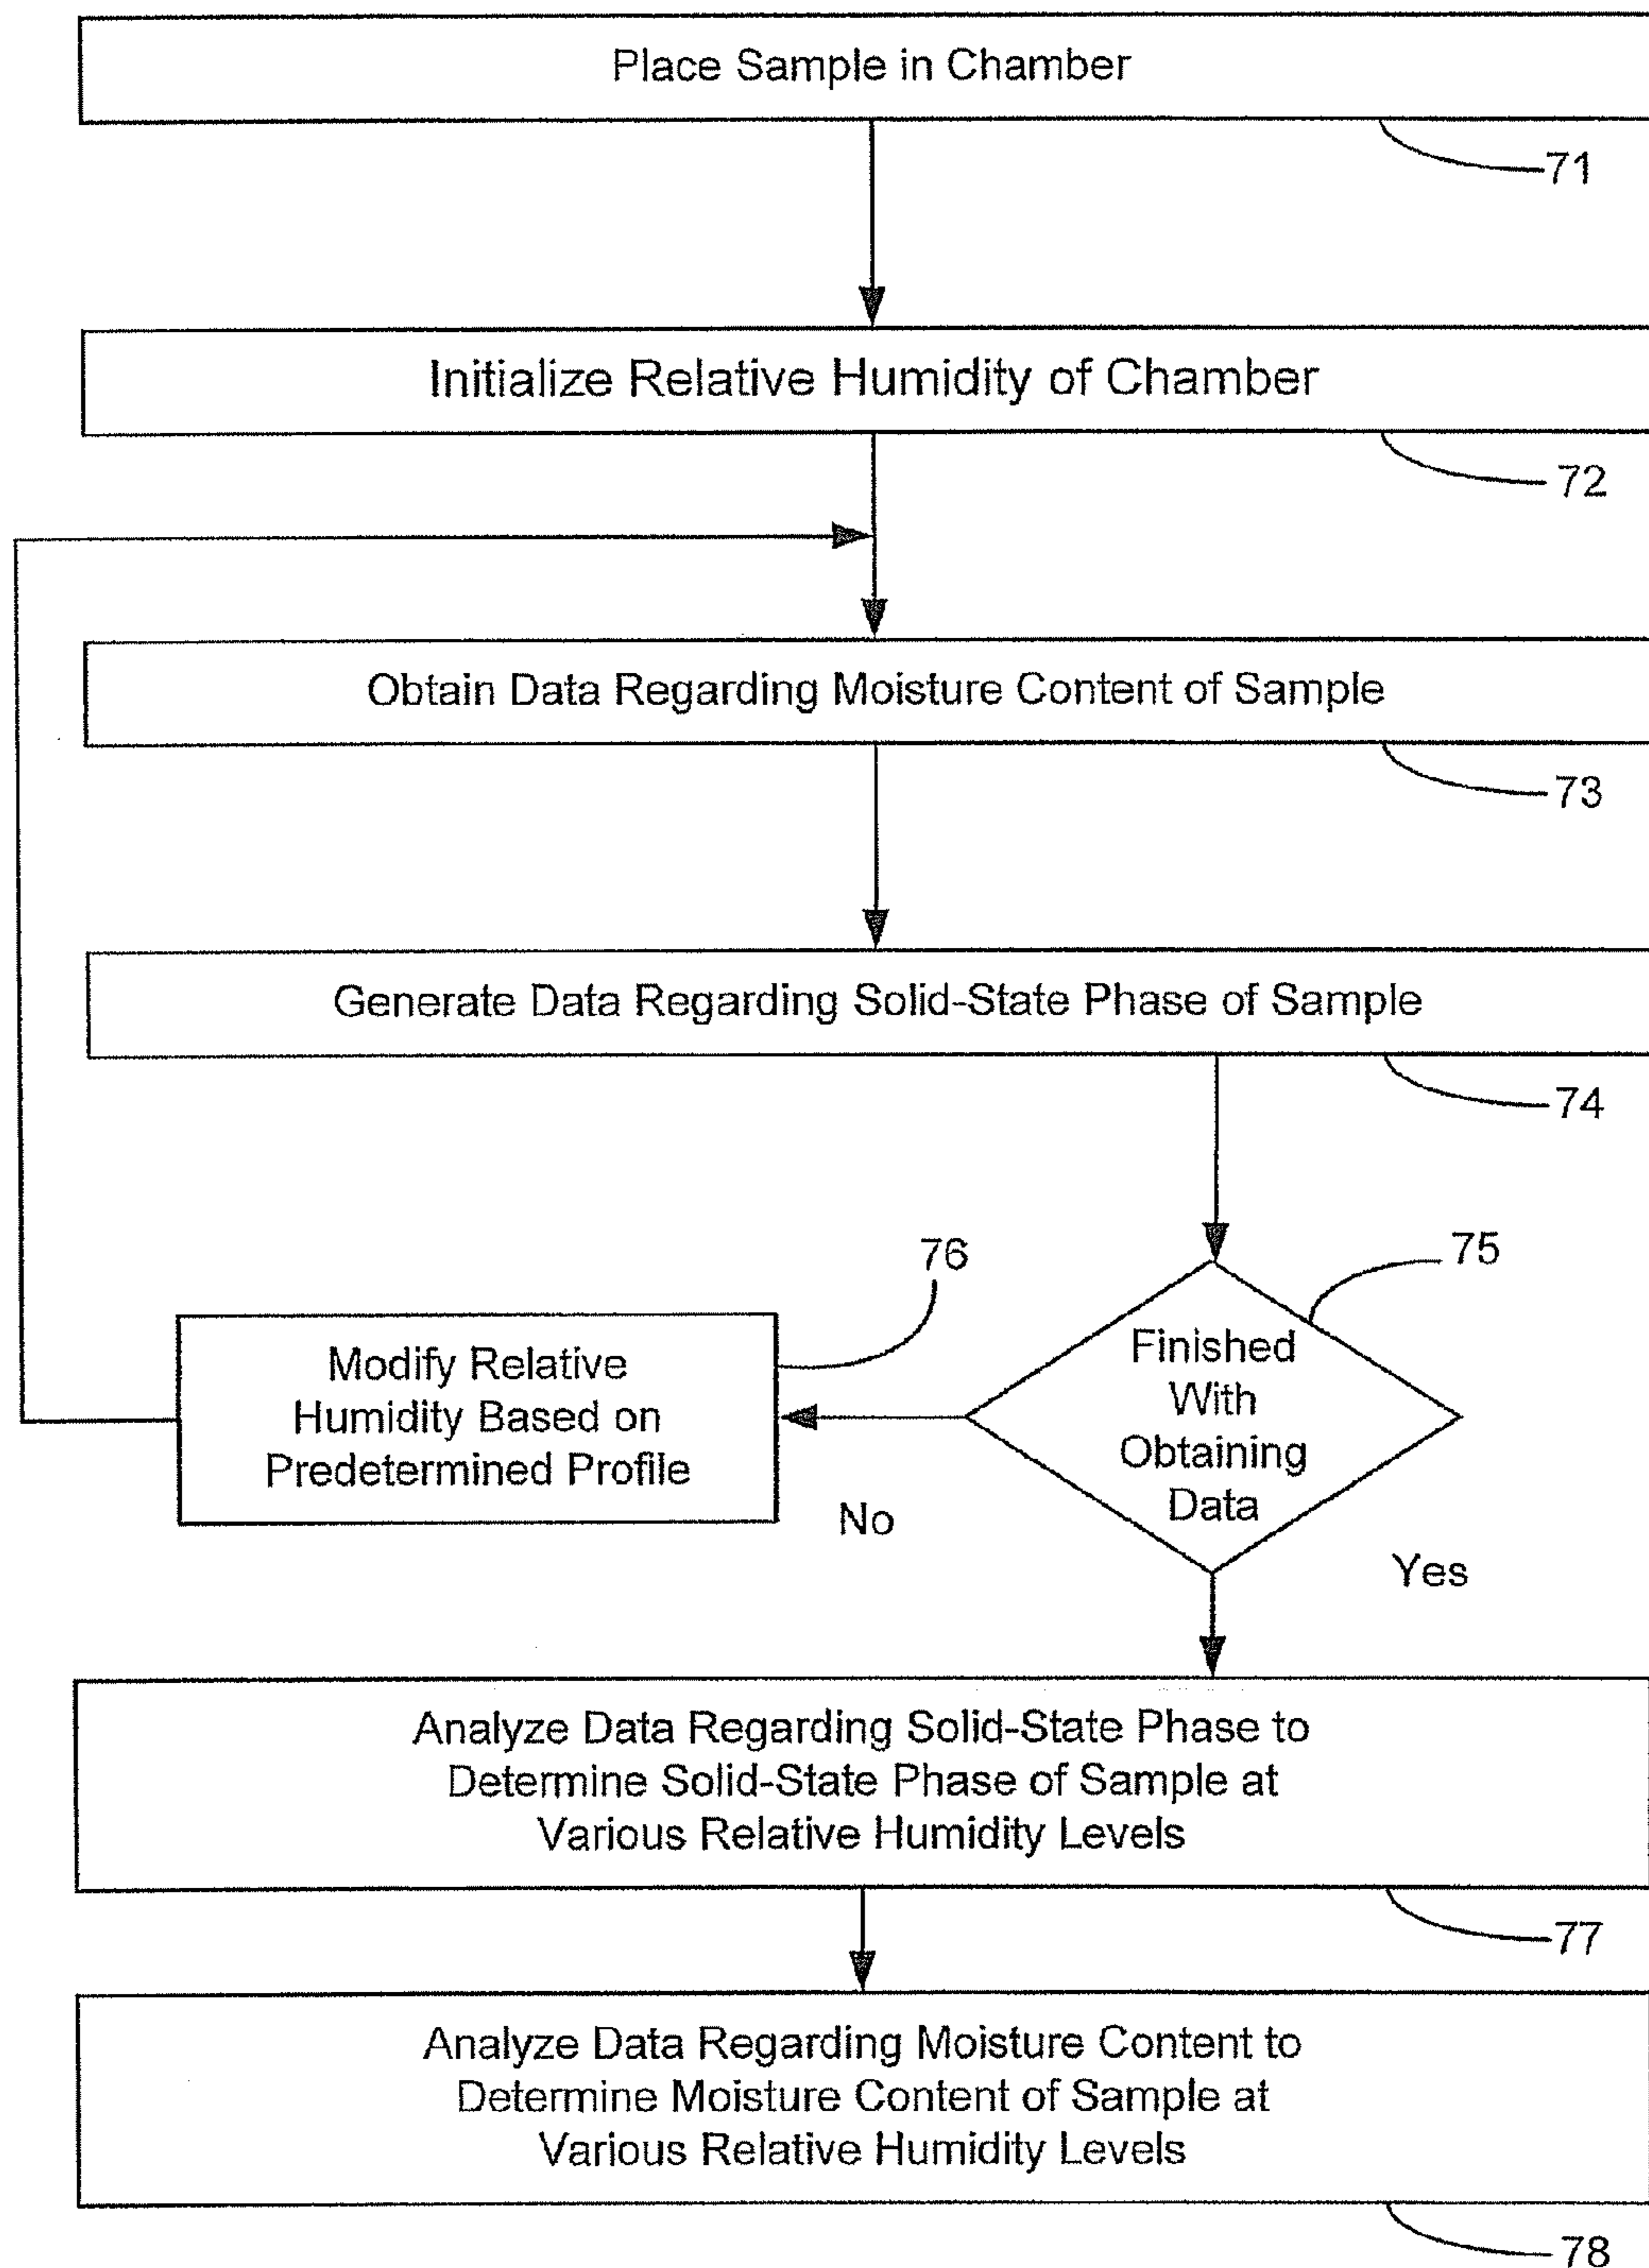 Place Sample in Chamber
71
Initialize Relative Humidity of Chamber
72
Obtain Data Regarding Moisture Content of Sample
73
Generate Data Regarding Solid-State Phase of Sample
74
76
75
Modify Relative
Humidity Based on
Predetermined Profile
Finished
With
Obtaining
Data
No
Yes
Analyze Data Regarding Solid-State Phase to
Determine Solid-State Phase of Sample at
Various Relative Humidity Levels
77
Analyze Data Regarding Moisture Content to
Determine Moisture Content of Sample at
Various Relative Humidity Levels
78